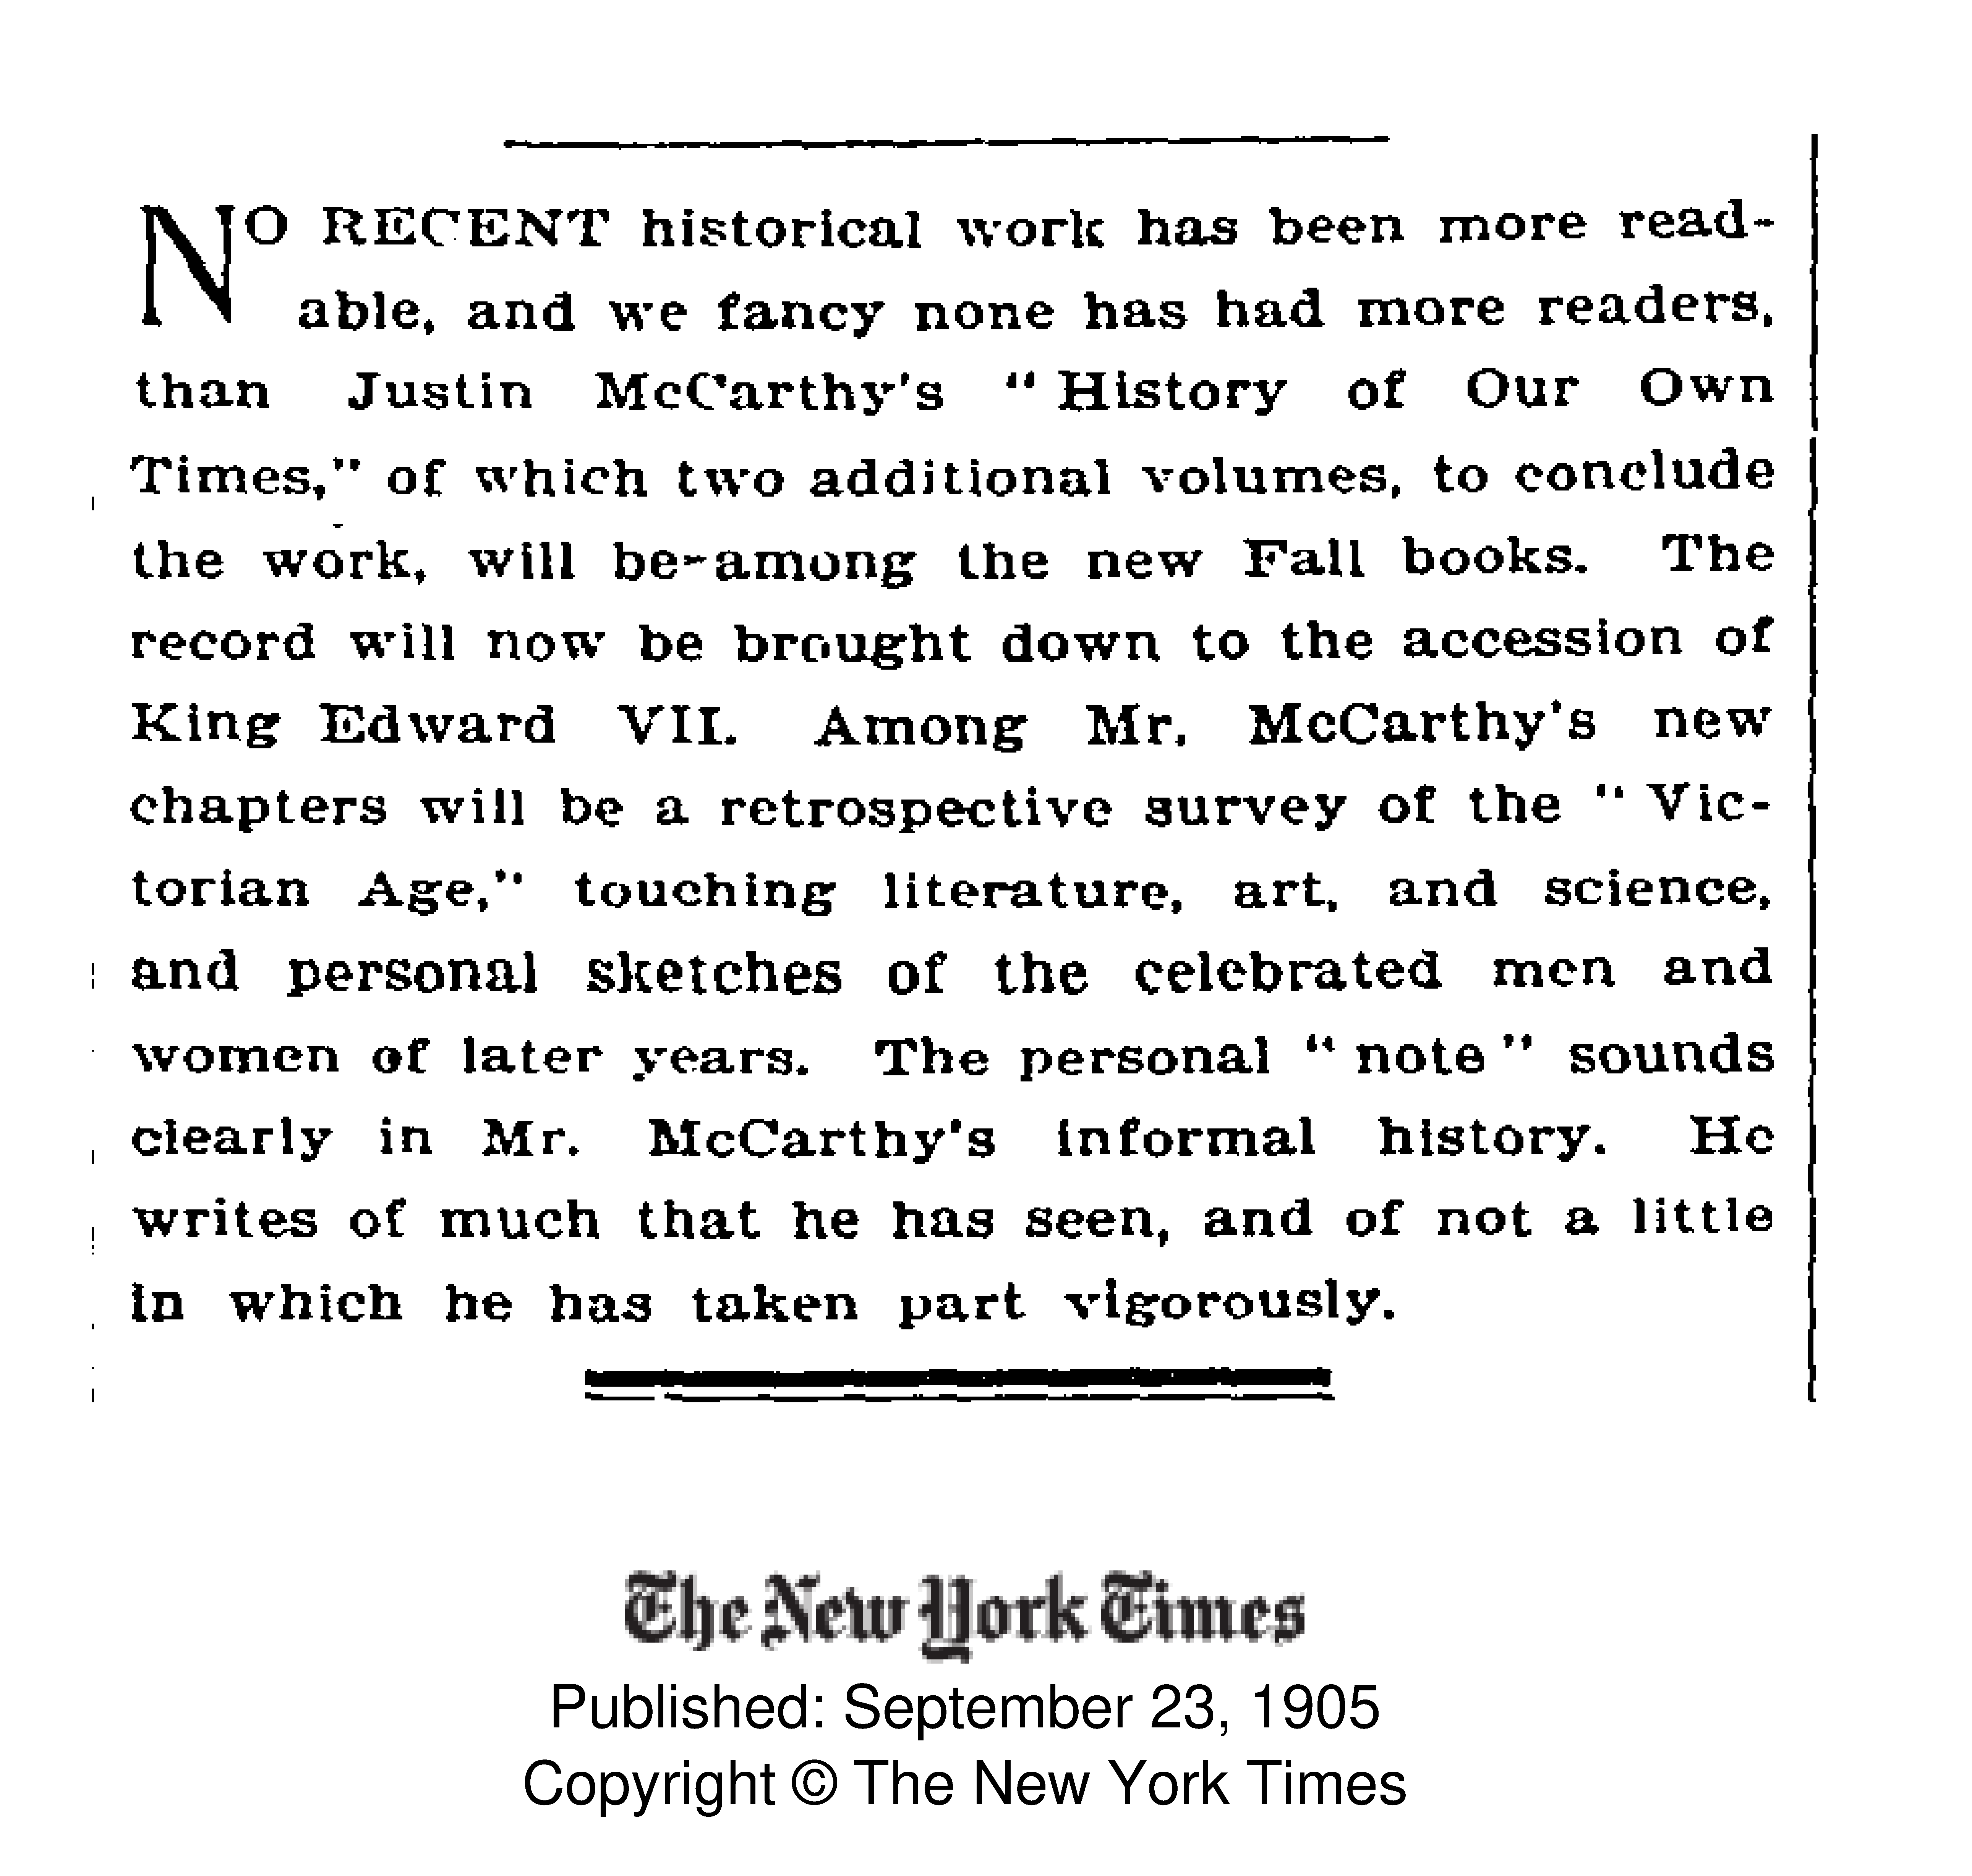 NO RECENT historical work has been more read-
able, and we fancy none has had more readers,
than Justin McCarthy's "History of Our Own
Times," of which two additional volumes, to conclude
the work, will be-among the new Fall books. The
record will now be brought down to the accession of
King Edward VII. Among Mr. McCarthy's new
chapters will be a retrospective survey of the "Vic-
torian Age," touching literature, art, and science,
and personal sketches of the celebrated men and
women of later years. The personal "note" sounds
clearly in Mr. McCarthy's informal history. He
writes of much that he has seen, and of not a little
in which he has taken part vigorously.
The New York Times
Published: September 23, 1905
Copyright © The New York Times